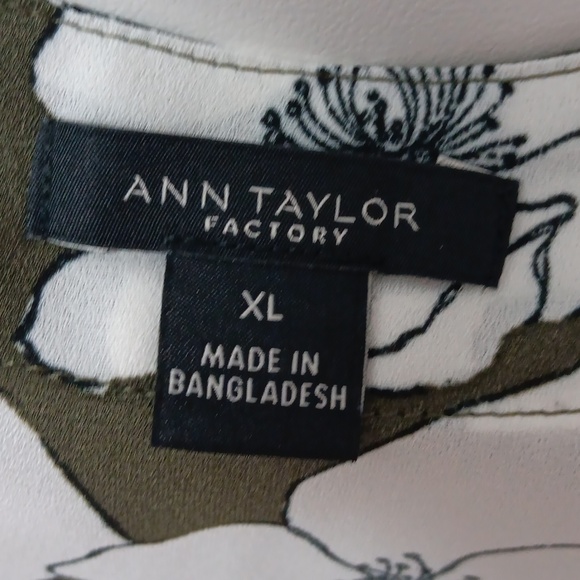 ANN TAYLOR
FACTORY
XL
MADE IN
BANGLADESH